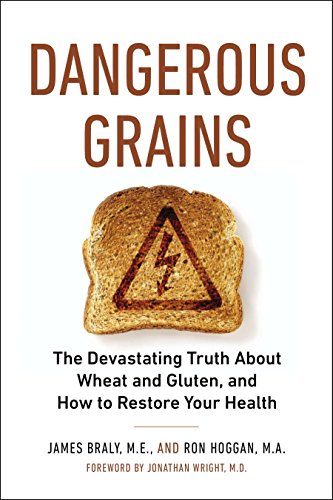 DANGEROUS
GRAINS
The Devastating Truth About
Wheat and Gluten, and
How to Restore Your Health
JAMES BRALY, M.E., AND RON HOGGAN, M.A.
FOREWORD BY JONATHAN WRIGHT, M.D.